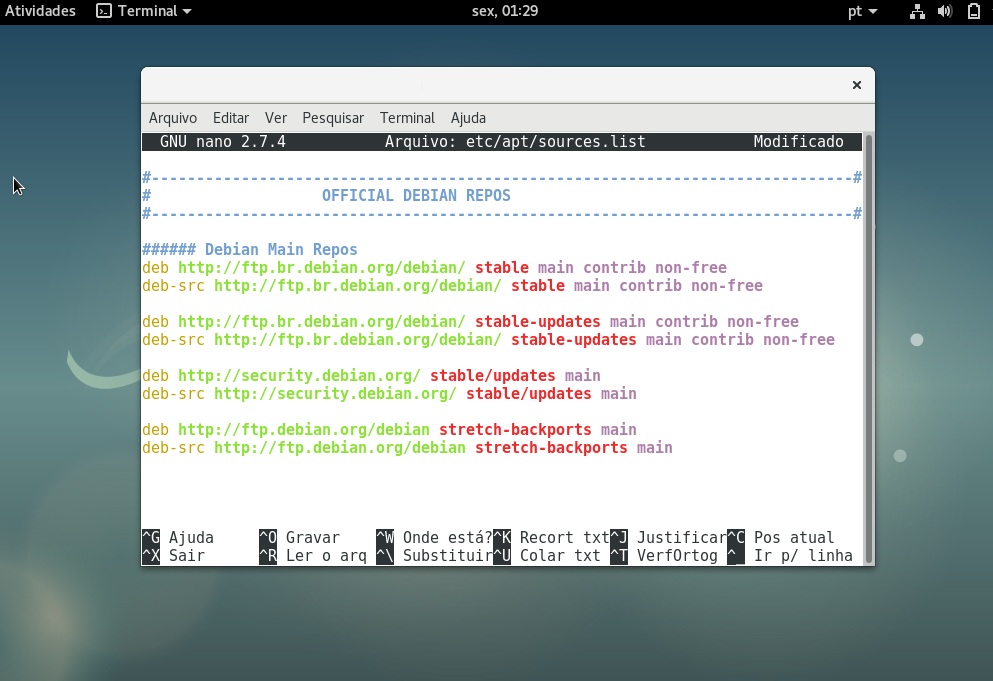 Atividades Terminal sex, 01:29 pt
Arquivo Editar Ver Pesquisar Terminal Ajuda
GNU nano 2.7.4 Arquivo: etc/apt/sources.list Modificado
#------------------------------------------------------------------------------#
# OFFICIAL DEBIAN REPOS
#------------------------------------------------------------------------------#
###### Debian Main Repos
deb http://ftp.br.debian.org/debian/ stable main contrib non-free
deb-src http://ftp.br.debian.org/debian/ stable main contrib non-free
deb http://ftp.br.debian.org/debian/ stable-updates main contrib non-free
deb-src http://ftp.br.debian.org/debian/ stable-updates main contrib non-free
deb http://security.debian.org/ stable/updates main
deb-src http://security.debian.org/ stable/updates main
deb http://ftp.debian.org/debian stretch-backports main
deb-src http://ftp.debian.org/debian stretch-backports main
^G Ajuda ^O Gravar ^W Onde está? ^K Recort txt ^J Justificar ^C Pos atual
^X Sair ^R Ler o arq ^\ Substituir ^U Colar txt ^T VerfOrtog ^_ Ir p/ linha